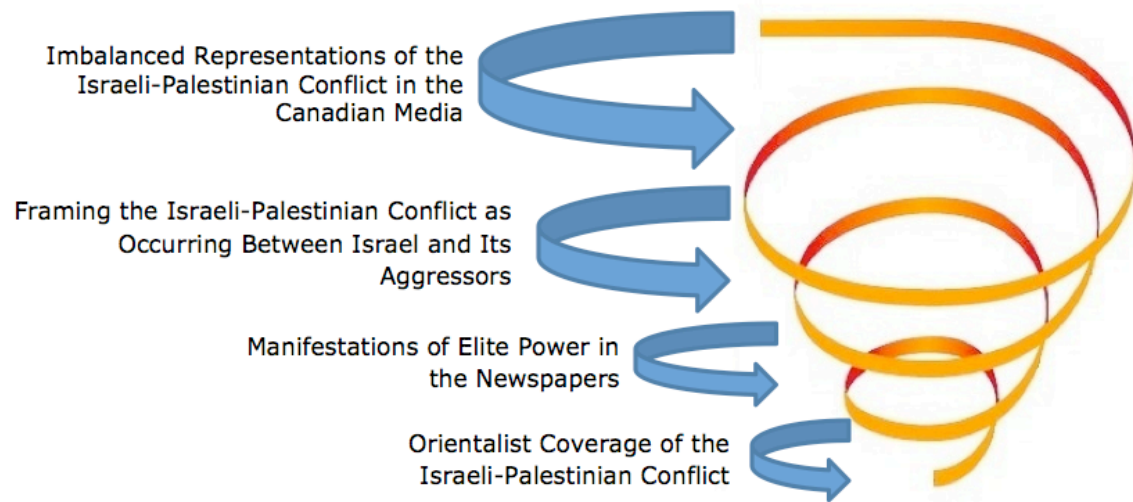 Imbalanced Representations of the
Israeli-Palestinian Conflict in the
Canadian Media
Framing the Israeli-Palestinian Conflict as
Occurring Between Israel and Its
Aggressors
Manifestations of Elite Power in
the Newspapers
Orientalist Coverage of the
Israeli-Palestinian Conflict